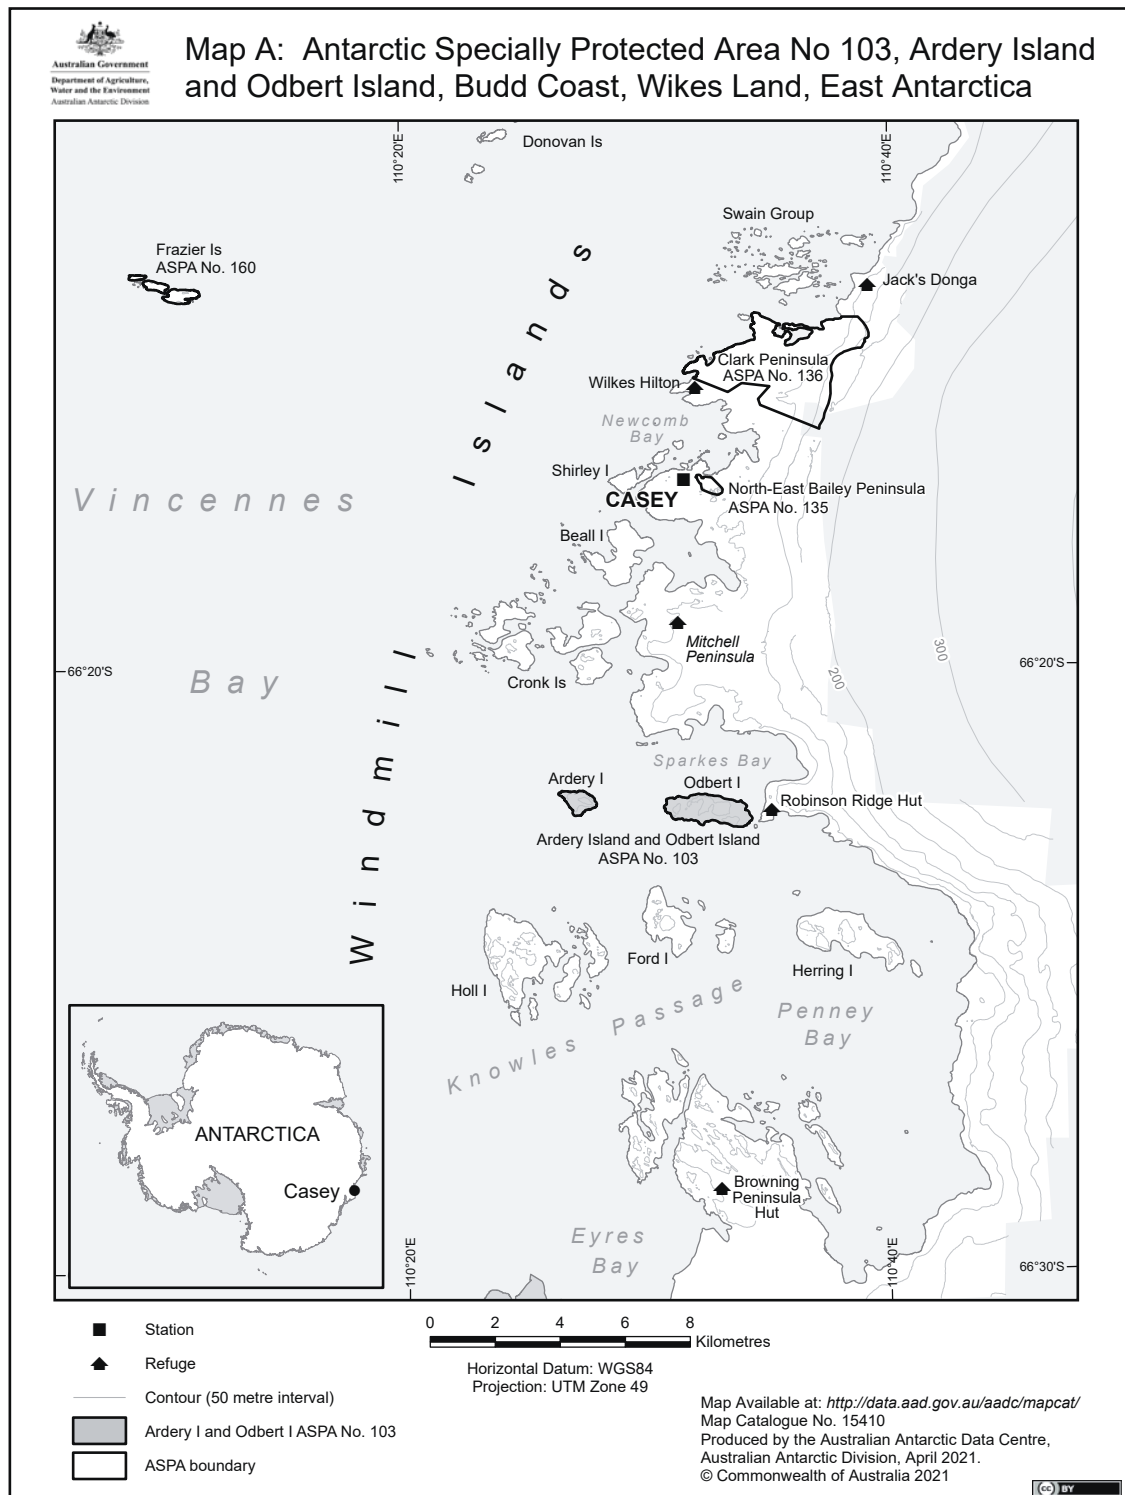 Australian Government
Department of Agriculture,
Water and the Environment
Australian Antarctic Division
Map A: Antarctic Specially Protected Area No 103, Ardery Island
and Odbert Island, Budd Coast, Wikes Land, East Antarctica
110°20'E
110°40'E
Donovan Is
Swain Group
Frazier Is
ASPA No. 160
Jack's Donga
Clark Peninsula
ASPA No. 136
Wilkes Hilton
Newcomb
Bay
Shirley I
CASEY
North-East Bailey Peninsula
ASPA No. 135
Vincennes
Bay
Windmill Islands
Beall I
Mitchell
Peninsula
Cronk Is
66°20'S
66°20'S
200
300
Sparkes Bay
Ardery I
Odbert I
Robinson Ridge Hut
Ardery Island and Odbert Island
ASPA No. 103
Ford I
Herring I
Holl I
Knowles Passage
Penney
Bay
ANTARCTICA
Casey
Browning
Peninsula
Hut
Eyres
Bay
110°20'E
110°40'E
66°30'S
Station
Refuge
Contour (50 metre interval)
Ardery I and Odbert I ASPA No. 103
ASPA boundary
0 2 4 6 8
Kilometres
Horizontal Datum: WGS84
Projection: UTM Zone 49
Map Available at: http://data.aad.gov.au/aadc/mapcat/
Map Catalogue No. 15410
Produced by the Australian Antarctic Data Centre,
Australian Antarctic Division, April 2021.
© Commonwealth of Australia 2021
cc BY